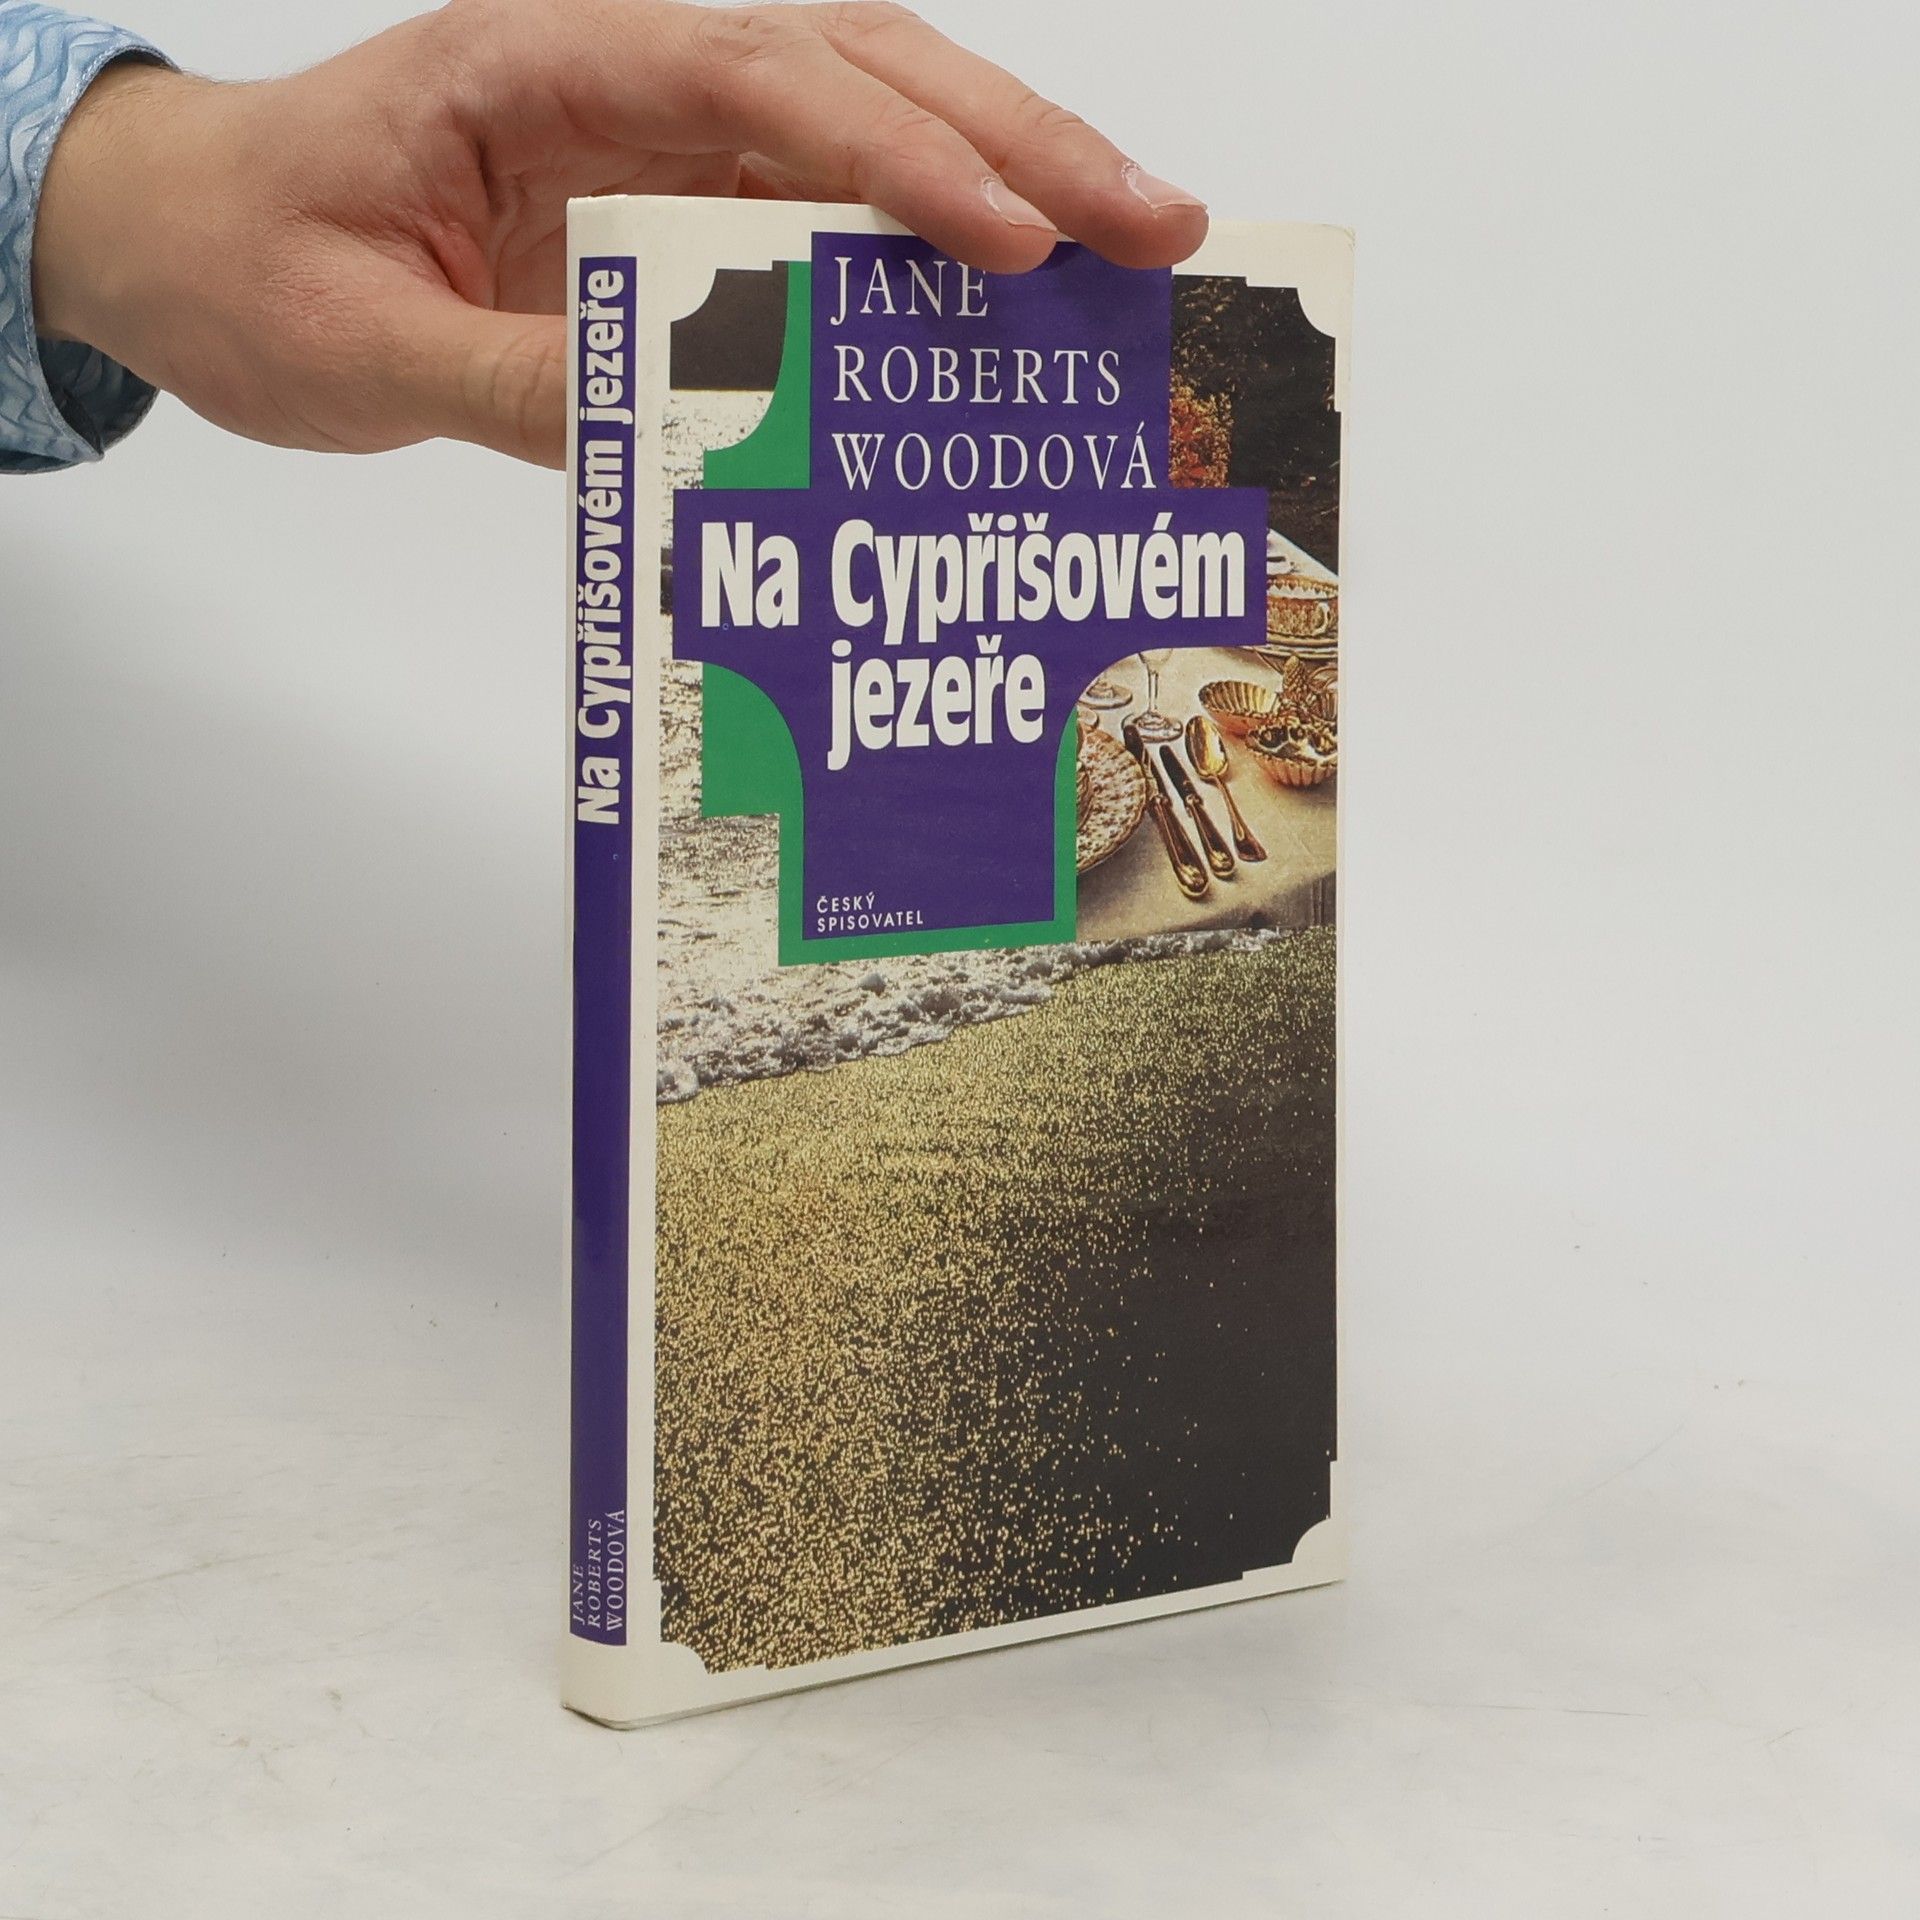 Na Cypřišovém jezeře
JANE
ROBERTS
WOODOVÁ
JANE
ROBERTS
WOODOVÁ
Na Cypřišovém
jezeře
ČESKÝ
SPISOVATEL